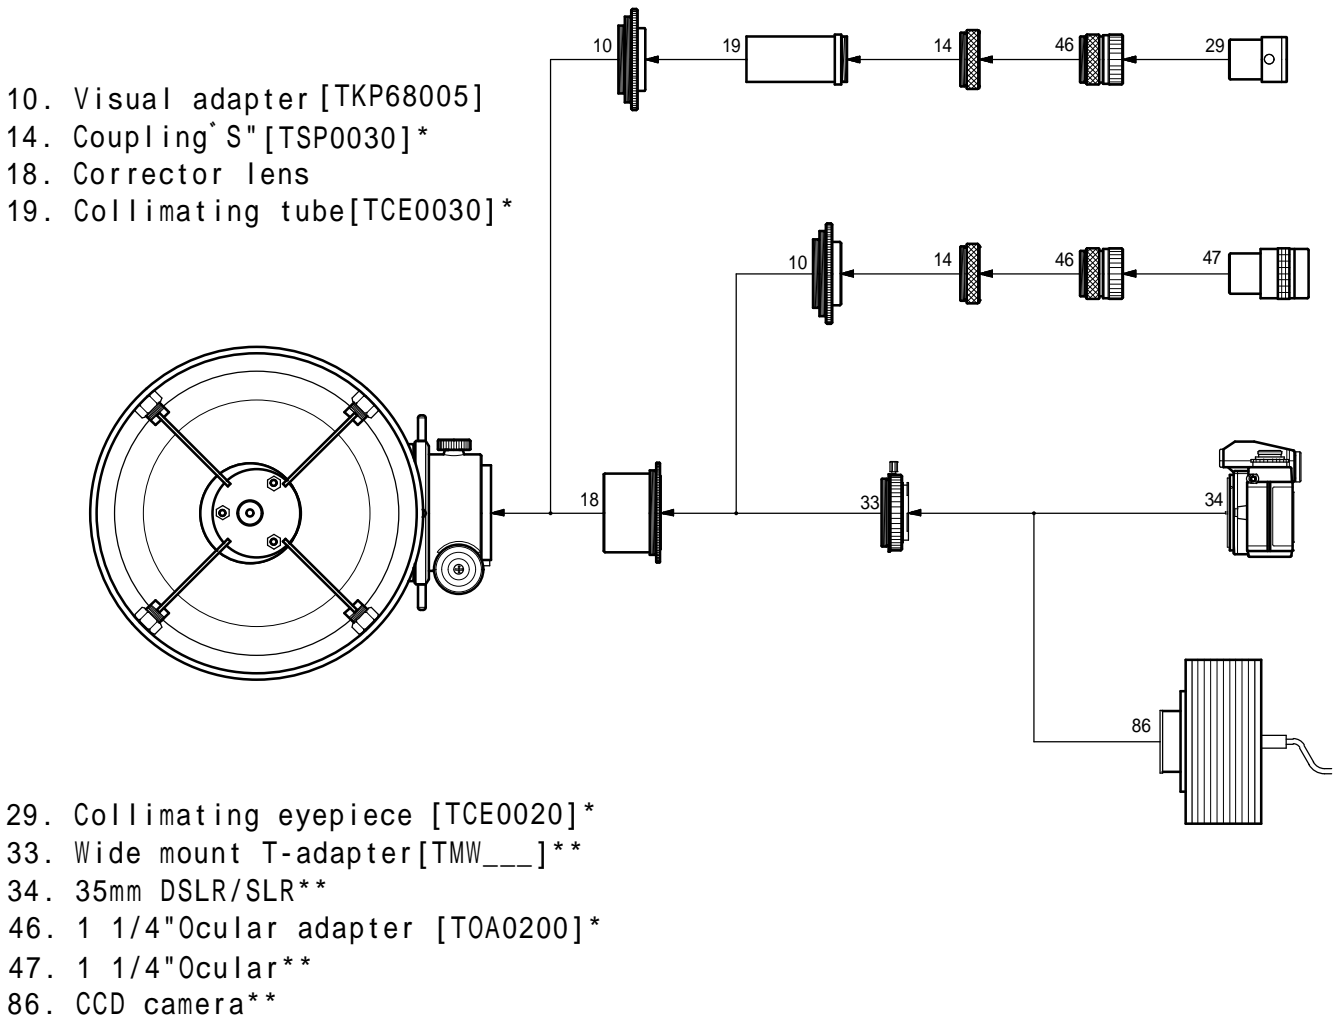 10 19 14 46 29
10. Visual adapter [TKP68005]
14. Coupling〝S"[TSP0030]*
18. Corrector lens
19. Collimating tube[TCE0030]*
10 14 46 47
18 33 34
86
29. Collimating eyepiece [TCE0020]*
33. Wide mount T-adapter[TMW___]**
34. 35mm DSLR/SLR**
46. 1 1/4"Ocular adapter [TOA0200]*
47. 1 1/4"Ocular**
86. CCD camera**